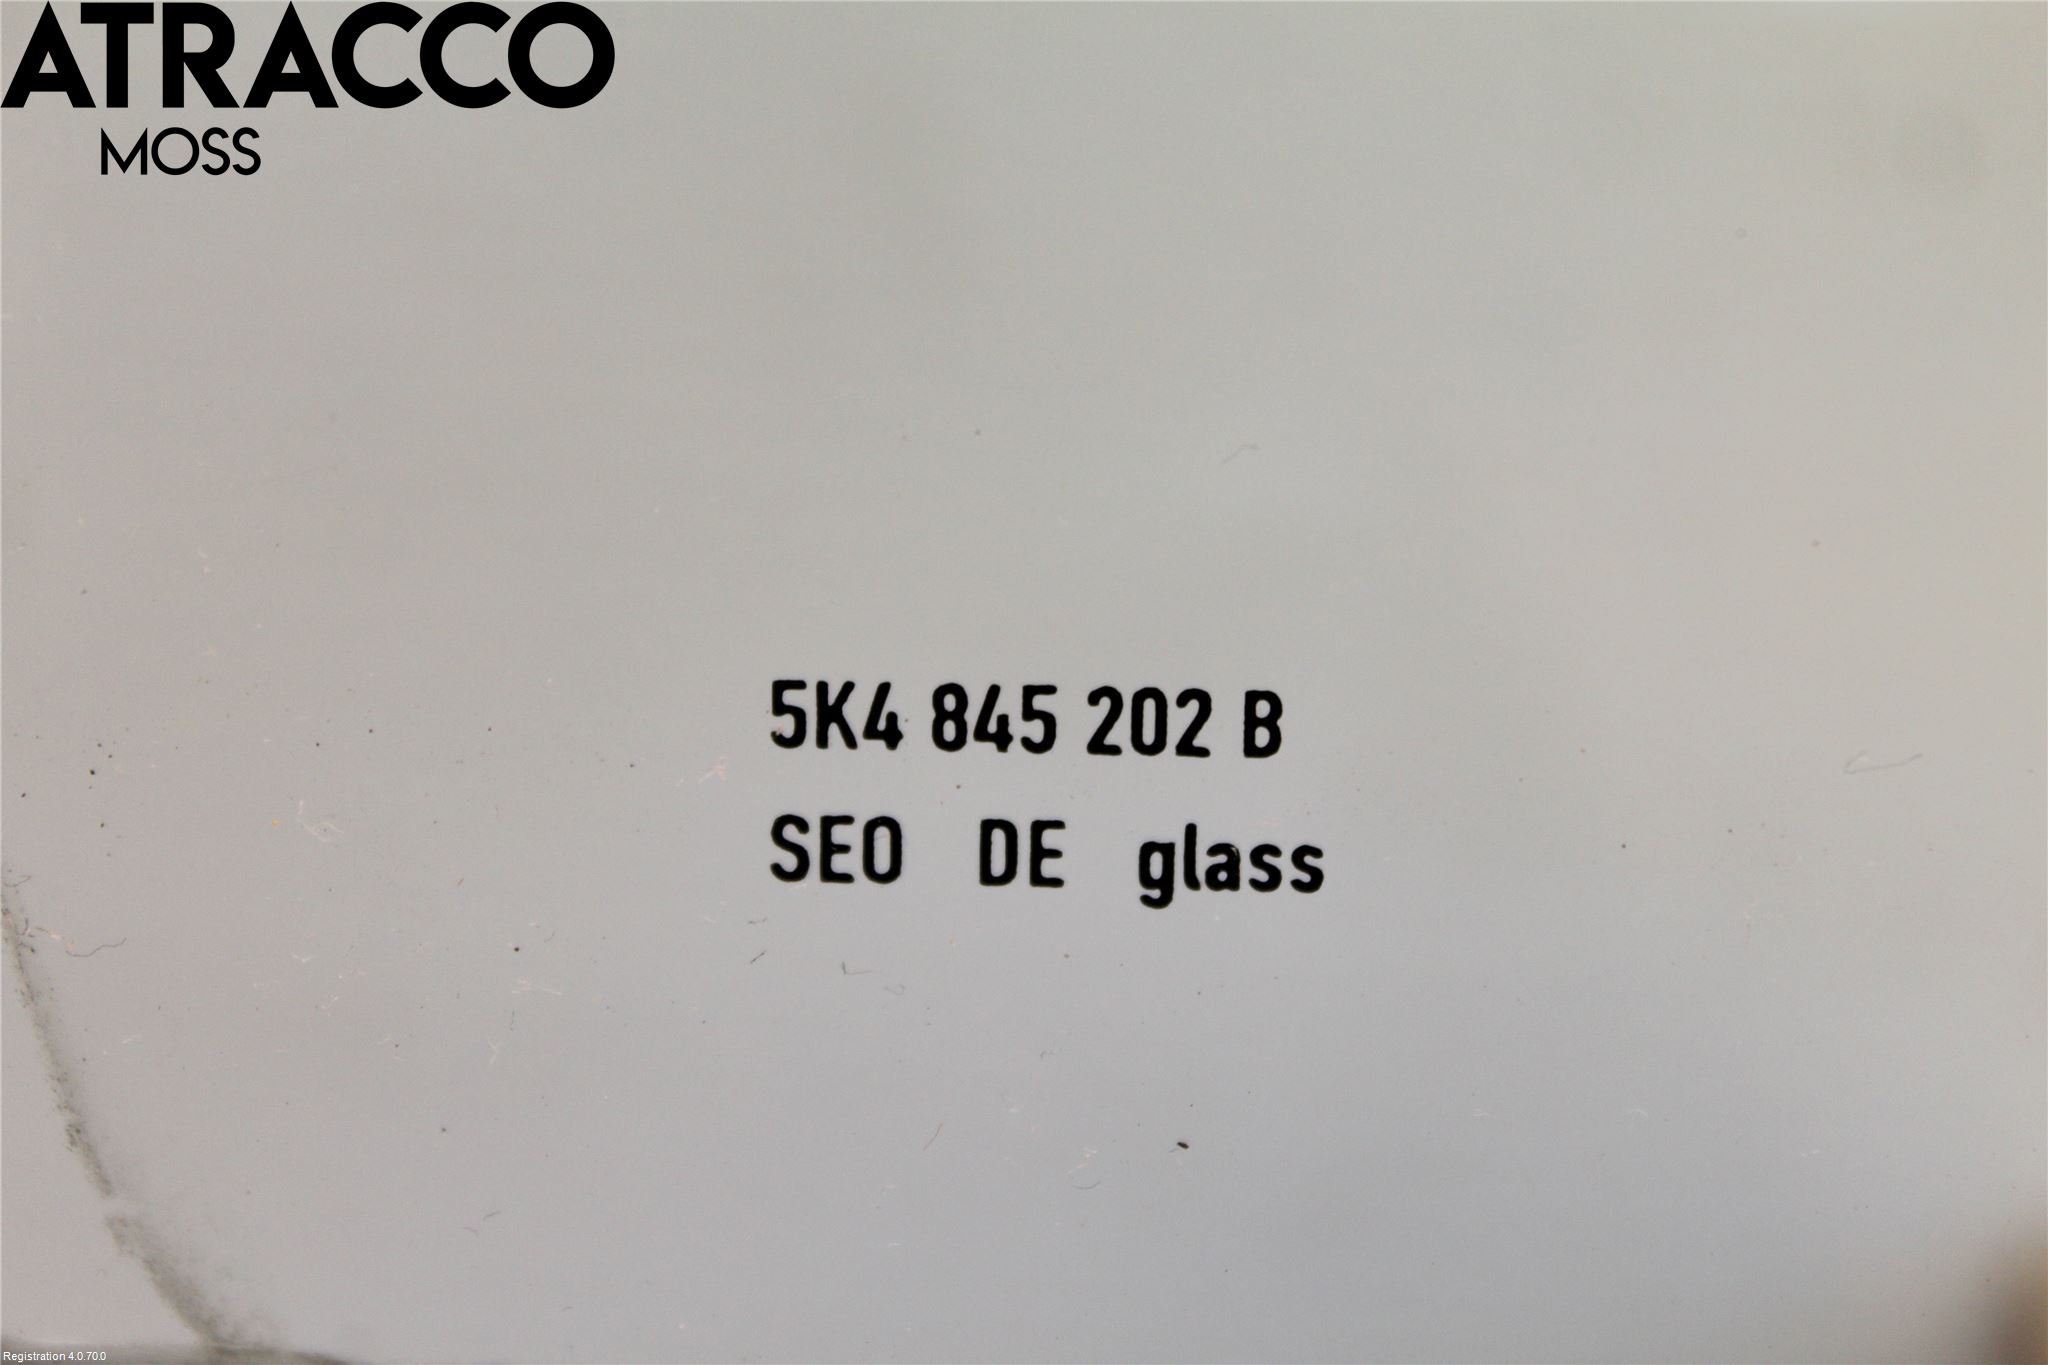 ATRACCO
MOSS
5K4 845 202 B
SEO DE glass
Registration 4.0.70.0